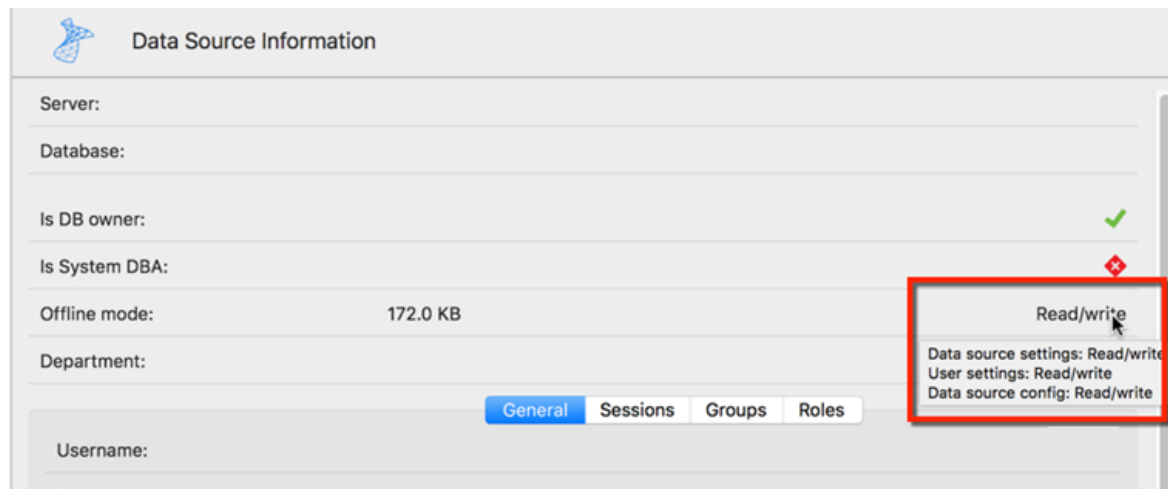 Data Source Information
Server:
Database:
Is DB owner:
Is System DBA:
Offline mode: 172.0 KB Read/write
Department:
Data source settings: Read/write
User settings: Read/write
Data source config: Read/write
General Sessions Groups Roles
Username: